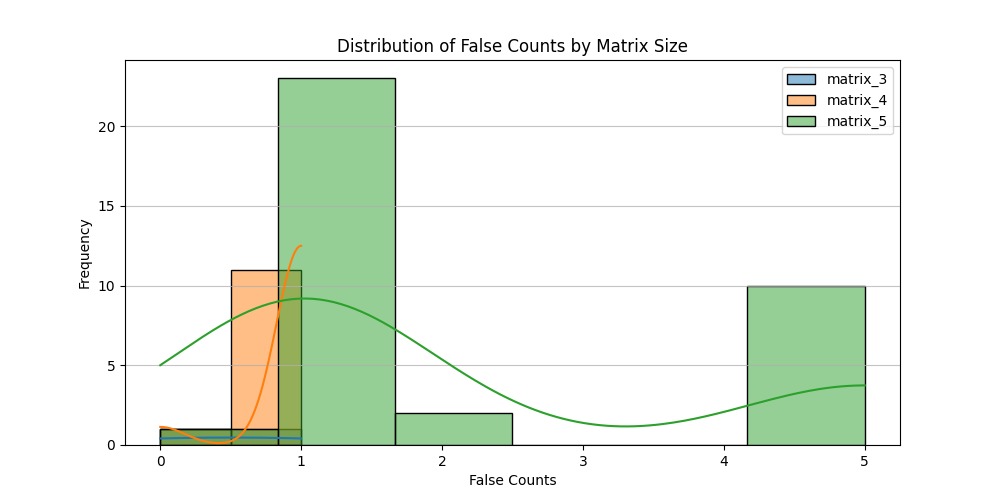 Distribution of False Counts by Matrix Size
matrix_3
matrix_4
matrix_5
Frequency
20
15
10
5
0
0 1 2 3 4 5
False Counts